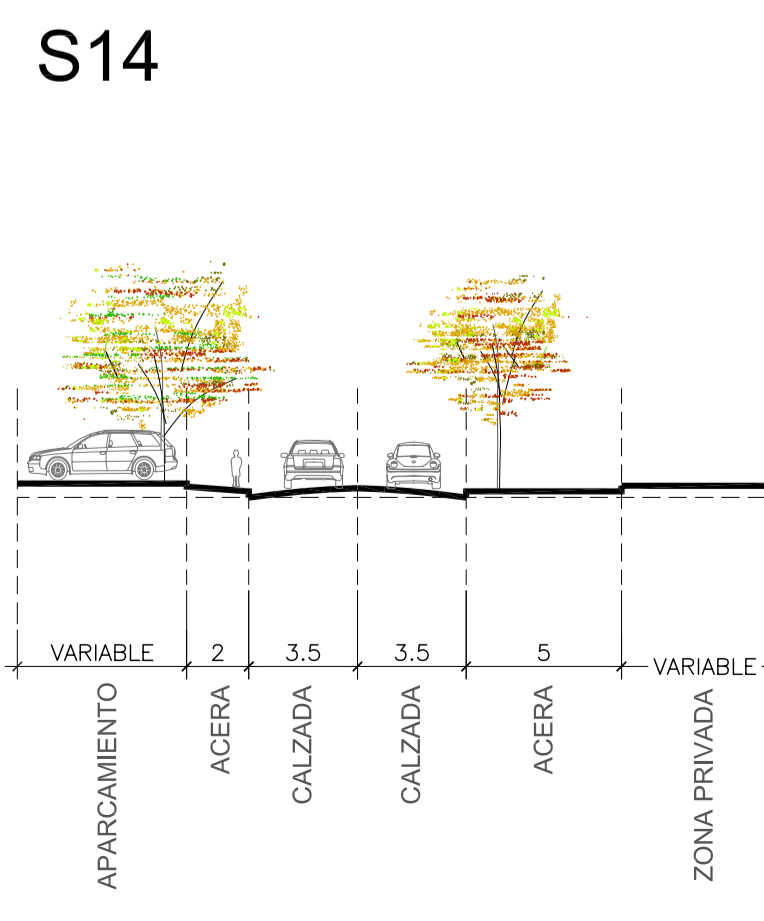 S14
VARIABLE
2
3.5
3.5
5
VARIABLE
APARCAMIENTO
ACERA
CALZADA
CALZADA
ACERA
ZONA PRIVADA